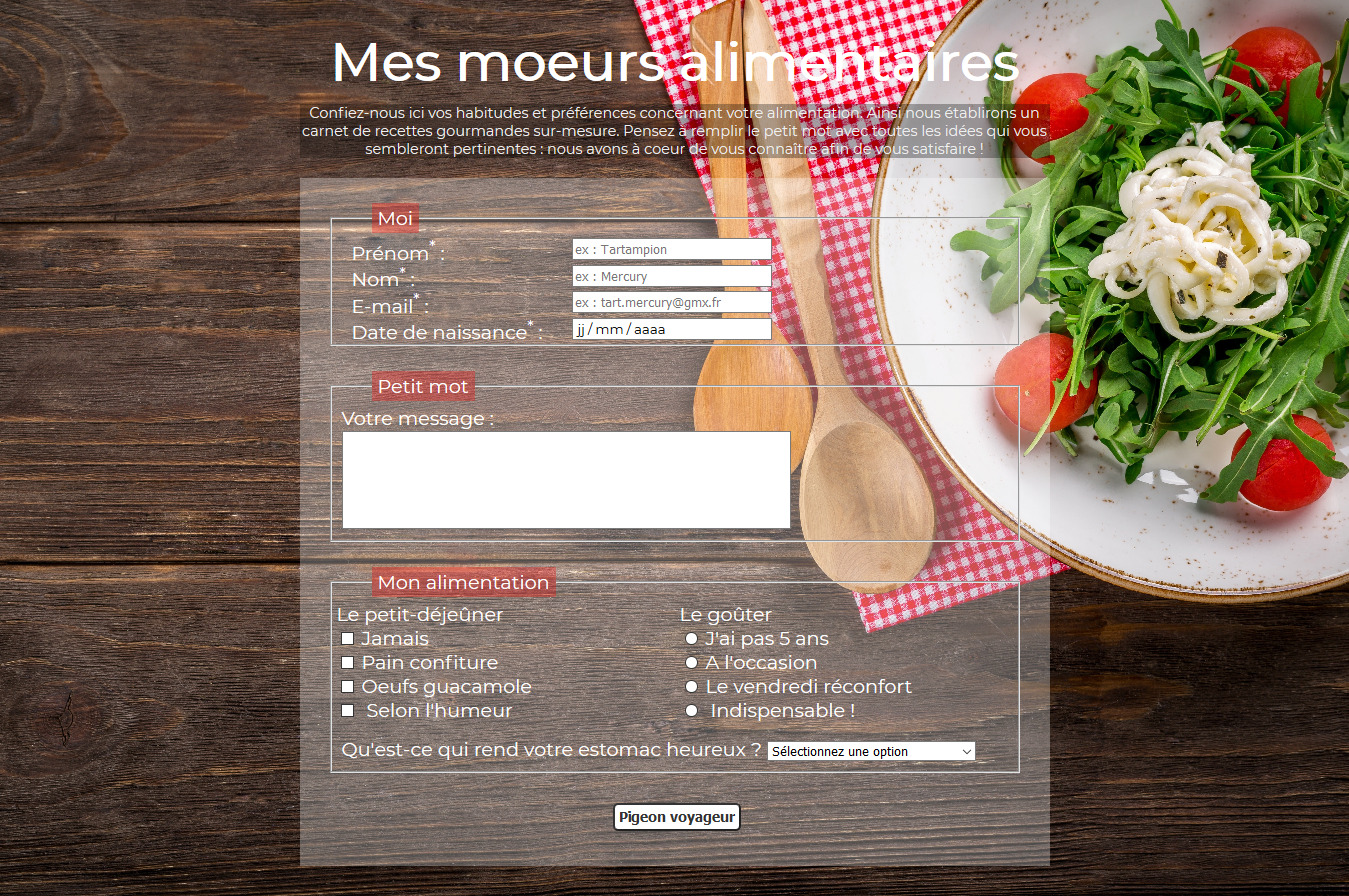 Mes moeurs alimentaires
Confiez-nous ici vos habitudes et préférences concernant votre alimentation. Ainsi nous établirons un
carnet de recettes gourmandes sur-mesure. Pensez à remplir le petit mot avec toutes les idées qui vous
sembleront pertinentes : nous avons à coeur de vous connaître afin de vous satisfaire !
Moi
Prénom* : ex : Tartampion
Nom* : ex : Mercury
E-mail* : ex : tart.mercury@gmx.fr
Date de naissance* : jj / mm / aaaa
Petit mot
Votre message :
Mon alimentation
Le petit-déjeûner
Jamais
Pain confiture
Oeufs guacamole
Selon l'humeur
Le goûter
J'ai pas 5 ans
A l'occasion
Le vendredi réconfort
Indispensable !
Qu'est-ce qui rend votre estomac heureux ? Sélectionnez une option
Pigeon voyageur